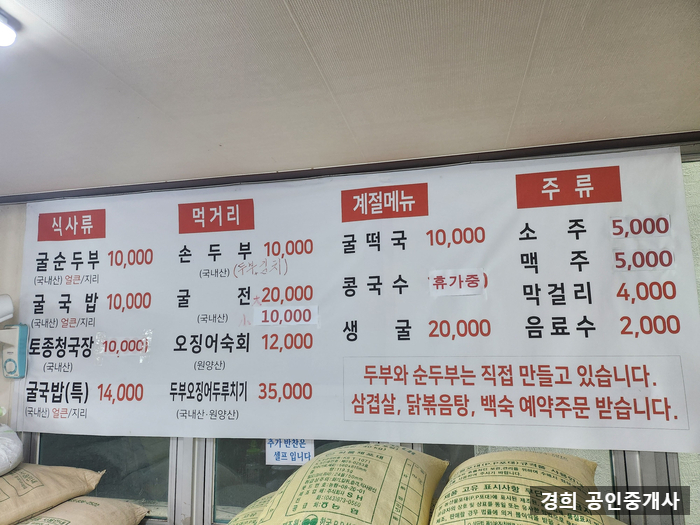 식사류
굴순두부 10,000
(국내산) 얼큰/지리
굴국밥 10,000
(국내산) 얼큰/지리
토종청국장 10,000
(국내산)
굴국밥(특) 14,000
(국내산) 얼큰/지리
먹거리
손두부 10,000
(국내산) (두부김치)
굴전 大 20,000
(국내산) 小 10,000
오징어숙회 12,000
(원양산)
두부오징어두루치기 35,000
(국내산·원양산)
계절메뉴
굴떡국 10,000
콩국수 (휴가중)
생굴 20,000
주류
소주 5,000
맥주 5,000
막걸리 4,000
음료수 2,000
두부와 순두부는 직접 만들고 있습니다.
삼겹살, 닭볶음탕, 백숙 예약주문 받습니다.
추가 반찬은
셀프 입니다
경희 공인중개사